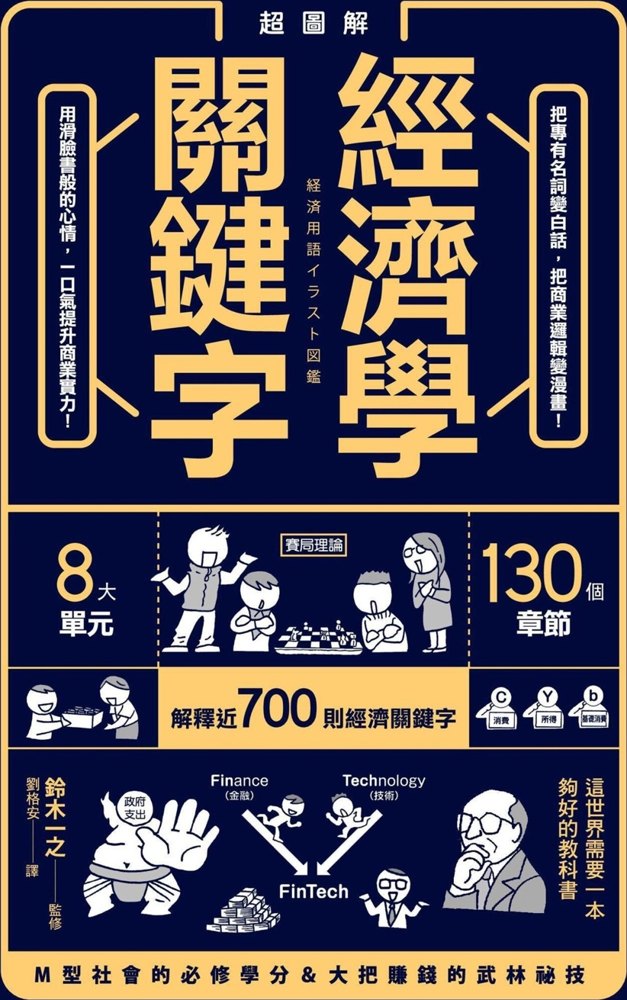 超圖解
經濟學
關鍵字
経済用語イラスト図鑑
把專有名詞變白話，把商業邏輯變漫畫！
用滑臉書般的心情，一口氣提升商業實力！
8大
單元
賽局理論
130個
章節
解釋近700則經濟關鍵字
C
消費
Y
所得
b
基礎消費
這世界需要一本
夠好的教科書
Finance
（金融）
Technology
（技術）
FinTech
政府
支出
鈴木一之──監修
劉格安──譯
M型社會的必修學分&大把賺錢的武林祕技